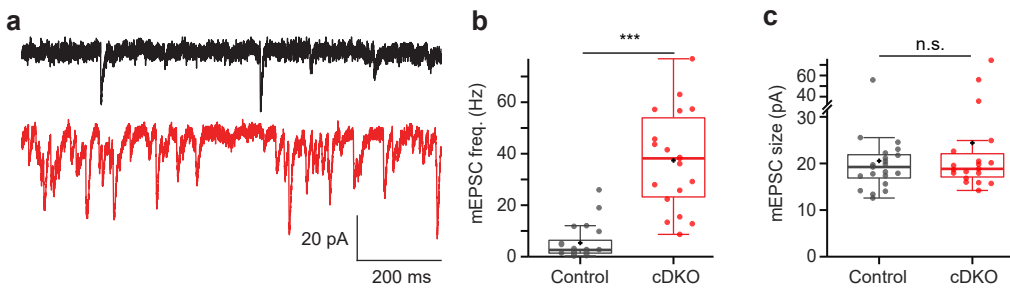 a
20 pA
200 ms
b
***
mEPSC freq. (Hz)
60
40
20
0
Control
cDKO
c
n.s.
mEPSC size (pA)
60
40
30
20
10
0
Control
cDKO